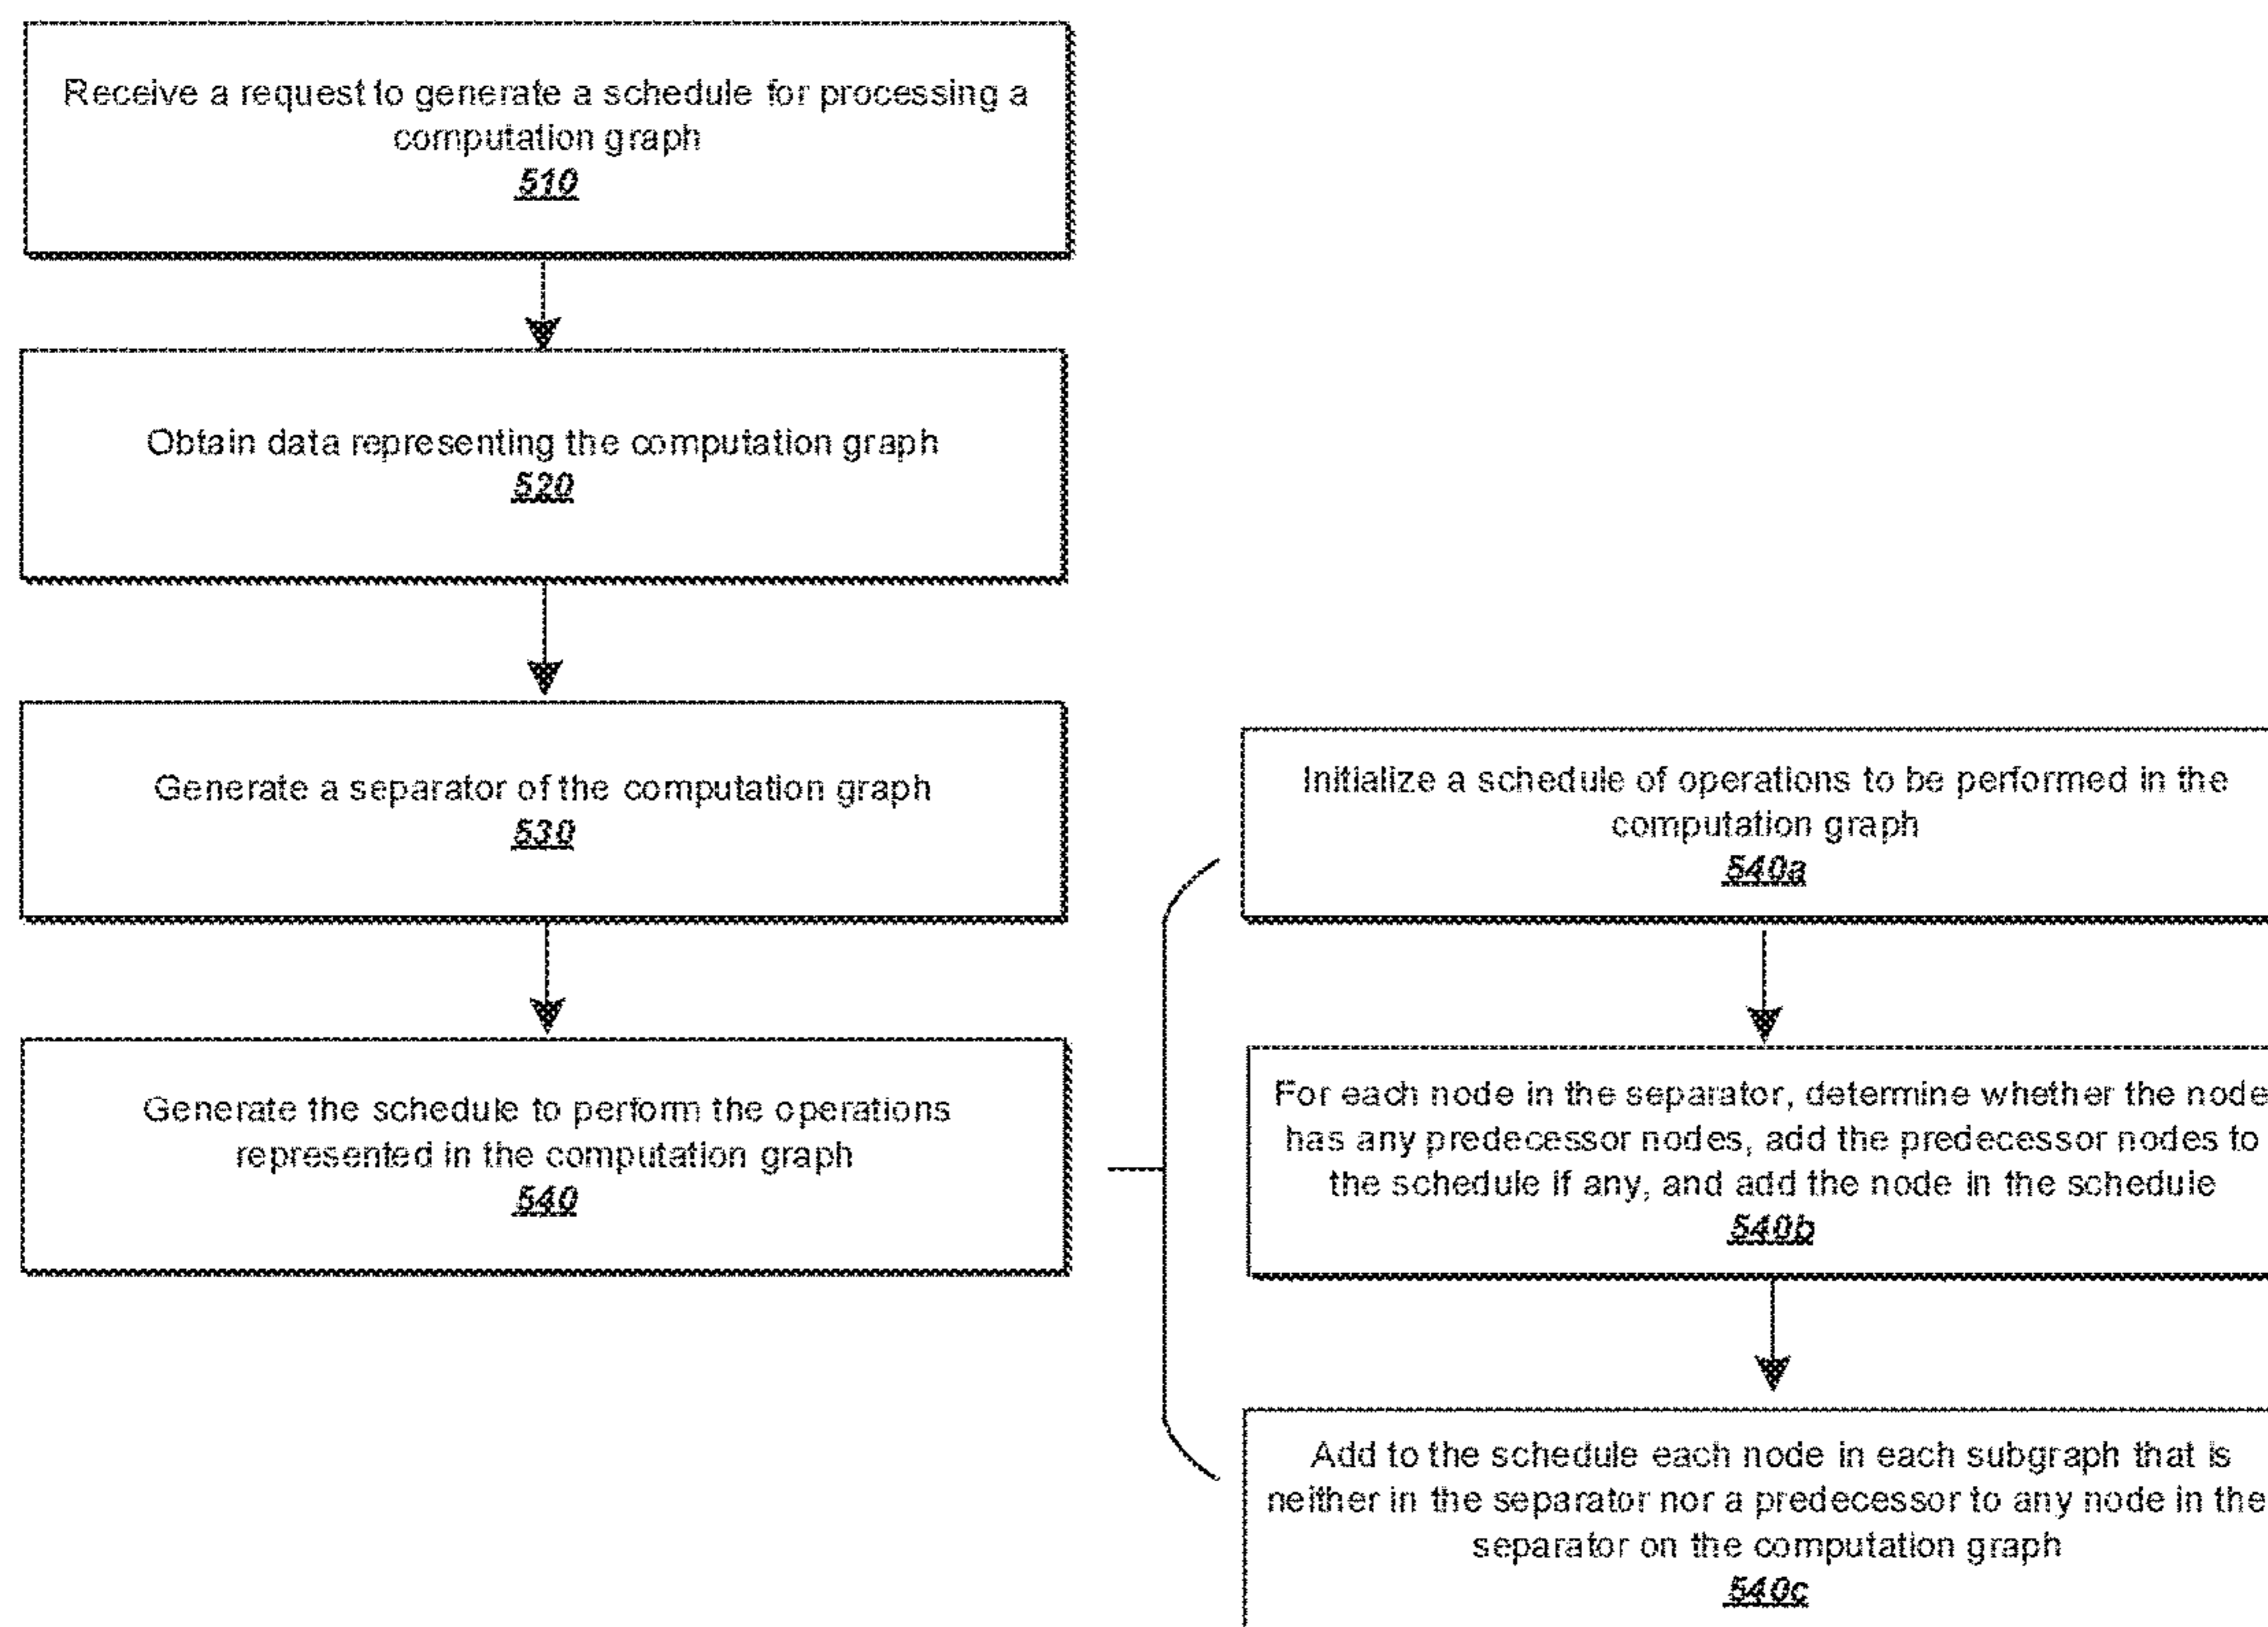 Receive a request to generate a schedule for processing a
computation graph
510
Obtain data representing the computation graph
520
Generate a separator of the computation graph
530
Generate the schedule to perform the operations
represented in the computation graph
540
Initialize a schedule of operations to be performed in the
computation graph
540a
For each node in the separator, determine whether the node
has any predecessor nodes, add the predecessor nodes to
the schedule if any, and add the node in the schedule
540b
Add to the schedule each node in each subgraph that is
neither in the separator nor a predecessor to any node in the
separator on the computation graph
540c